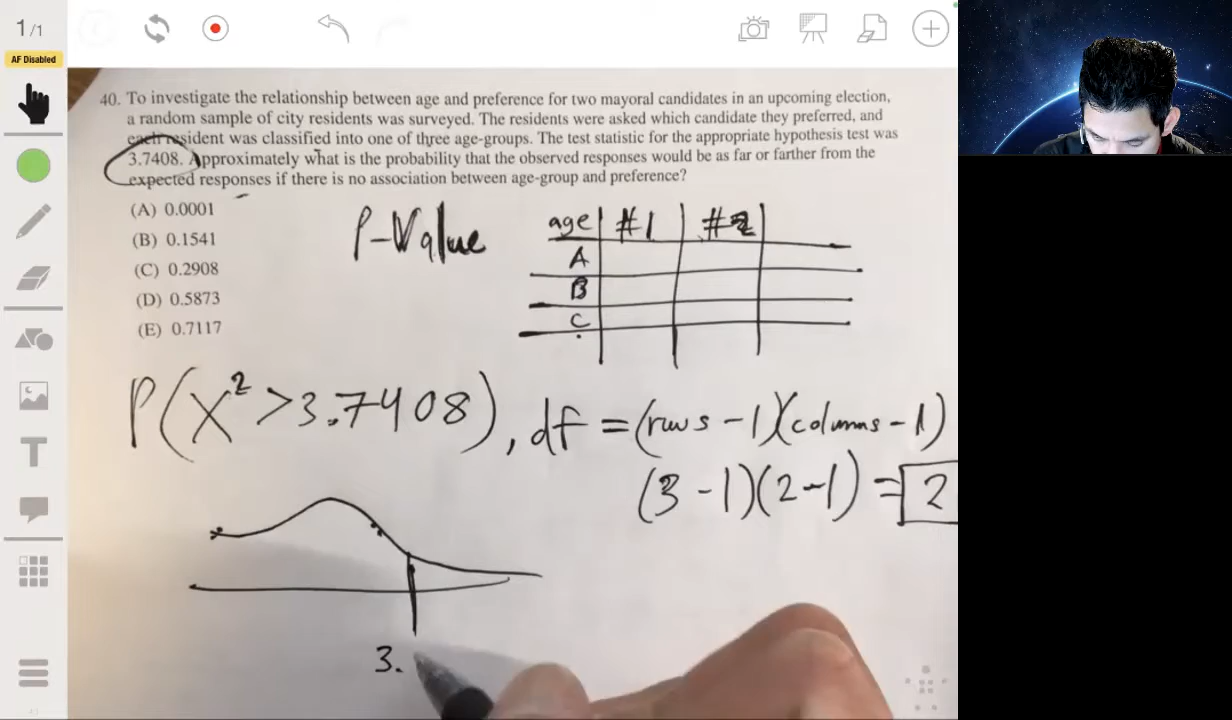 1/1
AF Disabled
40. To investigate the relationship between age and preference for two mayoral candidates in an upcoming election,
a random sample of city residents was surveyed. The residents were asked which candidate they preferred, and
each resident was classified into one of three age-groups. The test statistic for the appropriate hypothesis test was
3.7408. Approximately what is the probability that the observed responses would be as far or farther from the
expected responses if there is no association between age-group and preference?
(A) 0.0001
(B) 0.1541
(C) 0.2908
(D) 0.5873
(E) 0.7117
P-Value
age #1 #2
A
B
C
P(X² > 3.7408), df = (rows - 1)(columns - 1)
(3 - 1)(2 - 1) = 2
3.
T